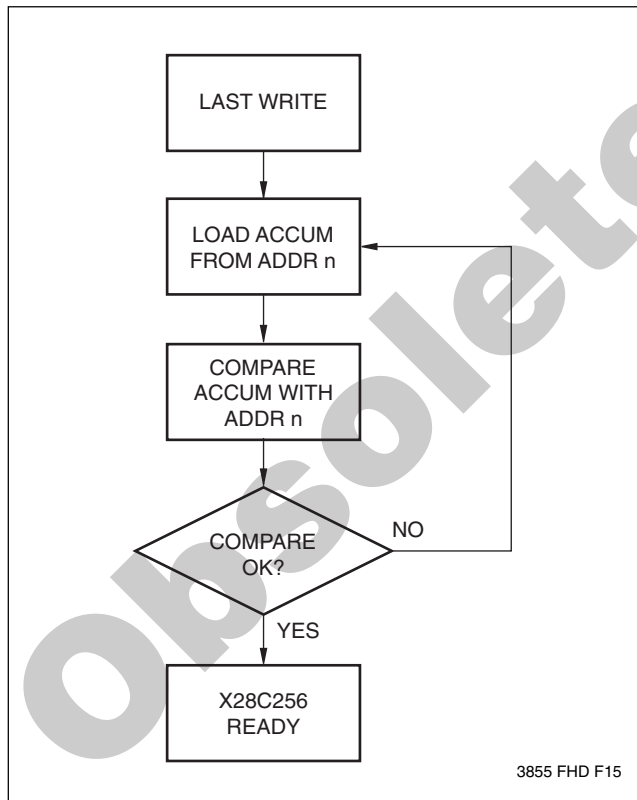 LAST WRITE
LOAD ACCUM
FROM ADDR n
COMPARE
ACCUM WITH
ADDR n
COMPARE
OK?
NO
YES
X28C256
READY
3855 FHD F15
Obsolete